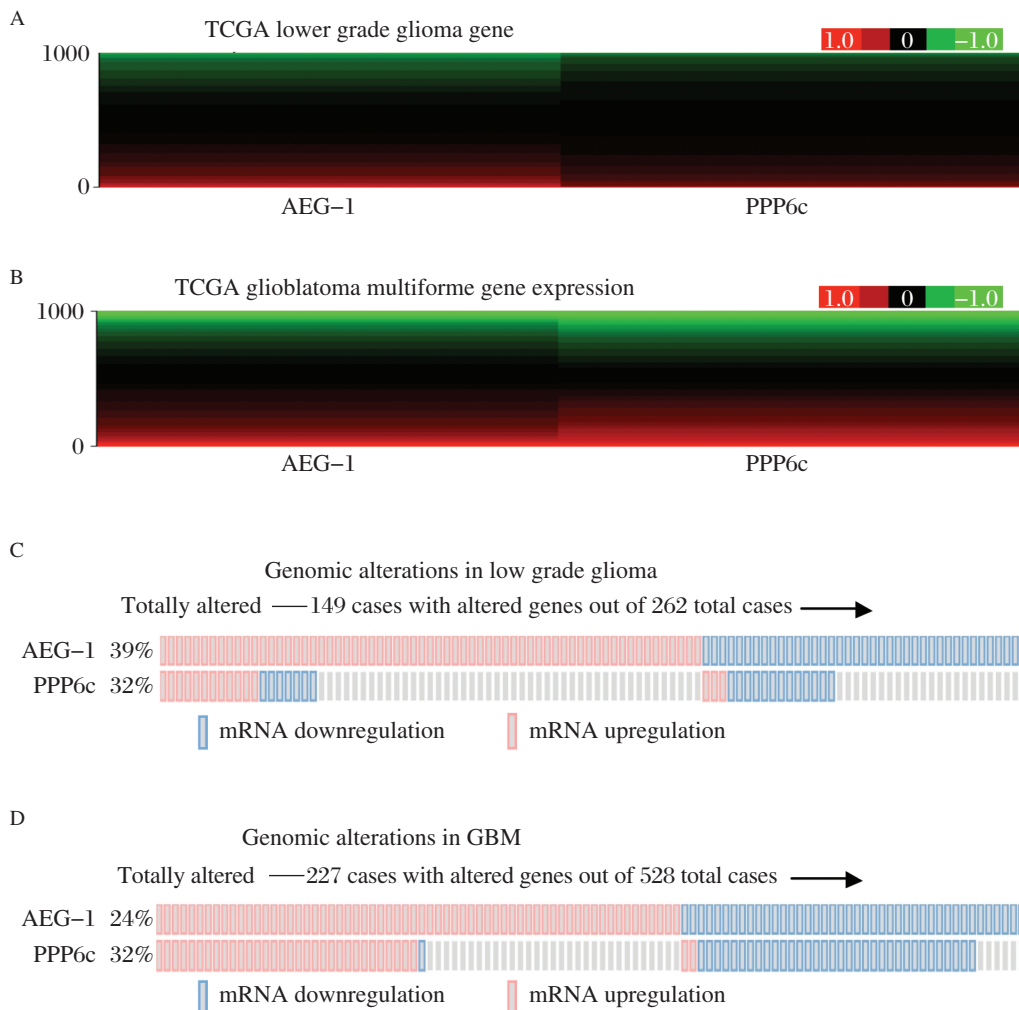 A
TCGA lower grade glioma gene
1.0 0 −1.0
1000
0
AEG−1 PPP6c
B
TCGA glioblatoma multiforme gene expression
1.0 0 −1.0
1000
0
AEG−1 PPP6c
C
Genomic alterations in low grade glioma
Totally altered — 149 cases with altered genes out of 262 total cases
AEG−1 39%
PPP6c 32%
mRNA downregulation mRNA upregulation
D
Genomic alterations in GBM
Totally altered — 227 cases with altered genes out of 528 total cases
AEG−1 24%
PPP6c 32%
mRNA downregulation mRNA upregulation